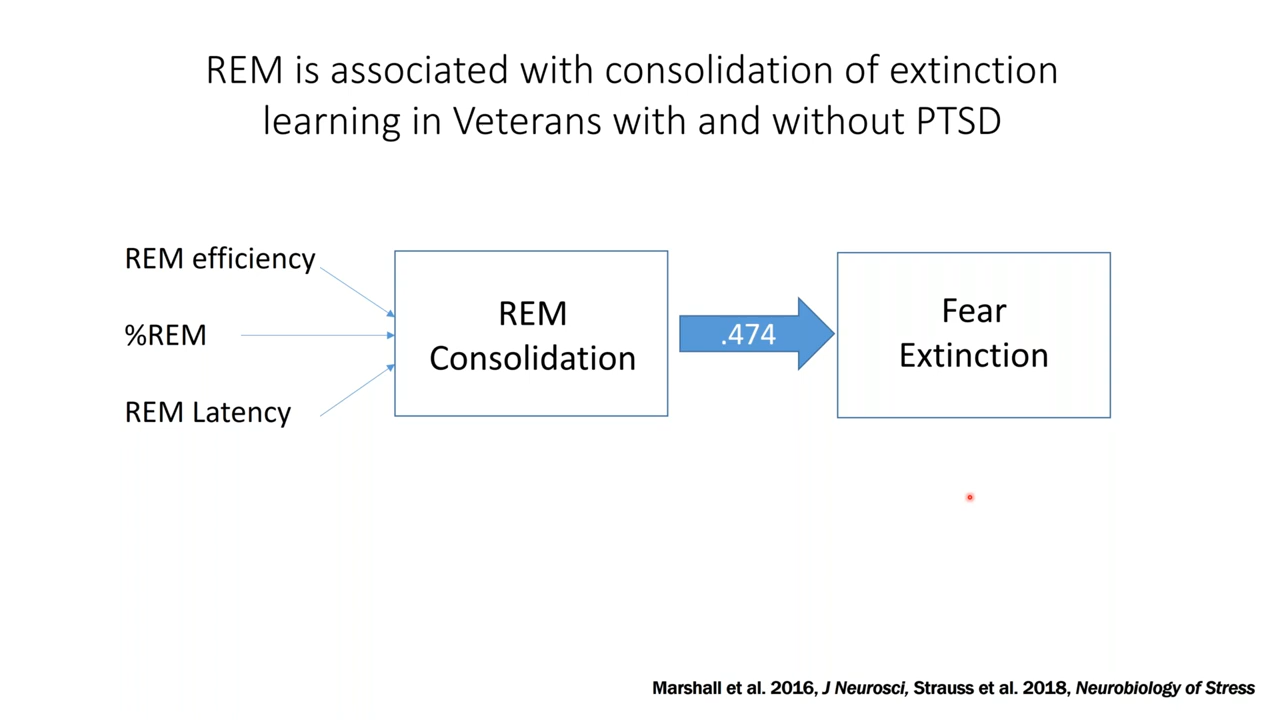 REM is associated with consolidation of extinction
learning in Veterans with and without PTSD
REM efficiency
%REM
REM Latency
REM
Consolidation
.474
Fear
Extinction
Marshall et al. 2016, J Neurosci, Strauss et al. 2018, Neurobiology of Stress